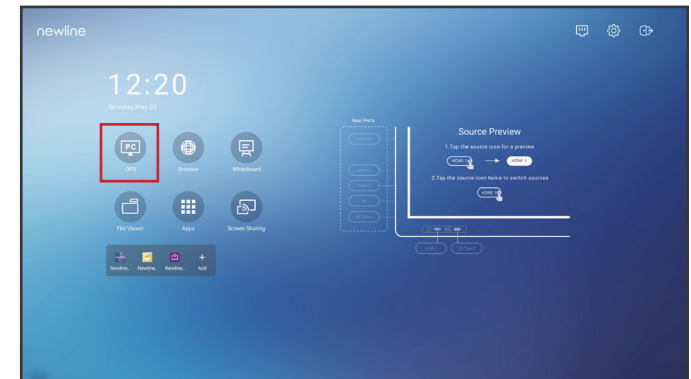 newline
12:20
Monday May 02
PC
OPS
Browser
Whiteboard
File Viewer
Apps
Screen Sharing
Newline..
Newline..
Newline..
+
Add
Rear Ports
Source Preview
1 Tap the source icon for a preview
HDMI 1
HDMI 1
2 Tap the source icon twice to switch sources
HDMI 1